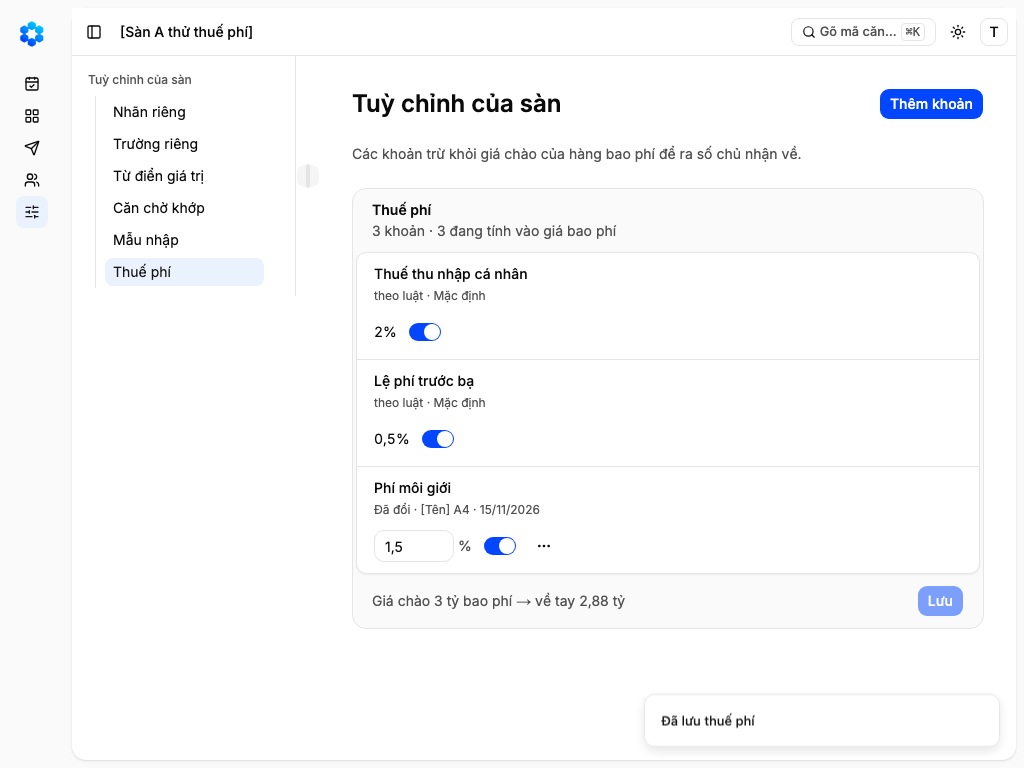 [Sàn A thử thuế phí]
Gõ mã căn... ⌘K
T
Tuỳ chỉnh của sàn
Nhãn riêng
Trường riêng
Từ điển giá trị
Căn chờ khớp
Mẫu nhập
Thuế phí
Tuỳ chỉnh của sàn
Thêm khoản
Các khoản trừ khỏi giá chào của hàng bao phí để ra số chủ nhận về.
Thuế phí
3 khoản · 3 đang tính vào giá bao phí
Thuế thu nhập cá nhân
theo luật · Mặc định
2%
Lệ phí trước bạ
theo luật · Mặc định
0,5%
Phí môi giới
Đã đổi · [Tên] A4 · 15/11/2026
1,5 %
Giá chào 3 tỷ bao phí → về tay 2,88 tỷ
Lưu
Đã lưu thuế phí